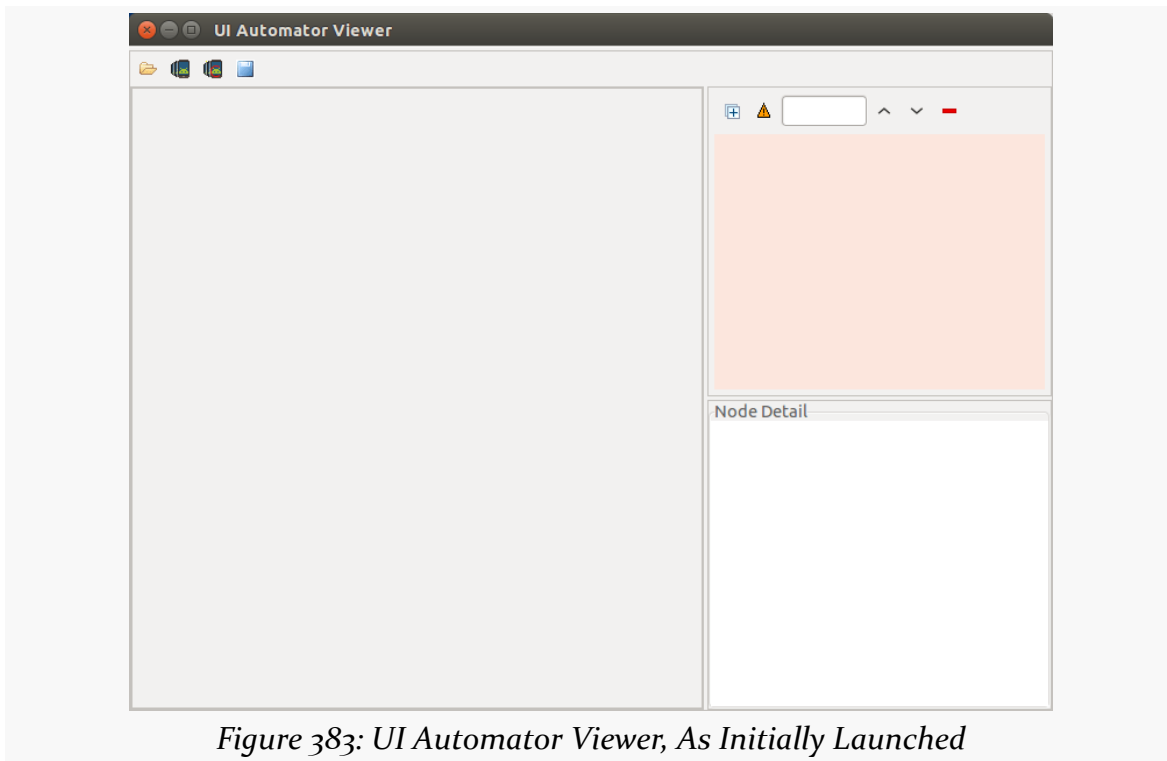 UI Automator Viewer
Node Detail
Figure 383: UI Automator Viewer, As Initially Launched